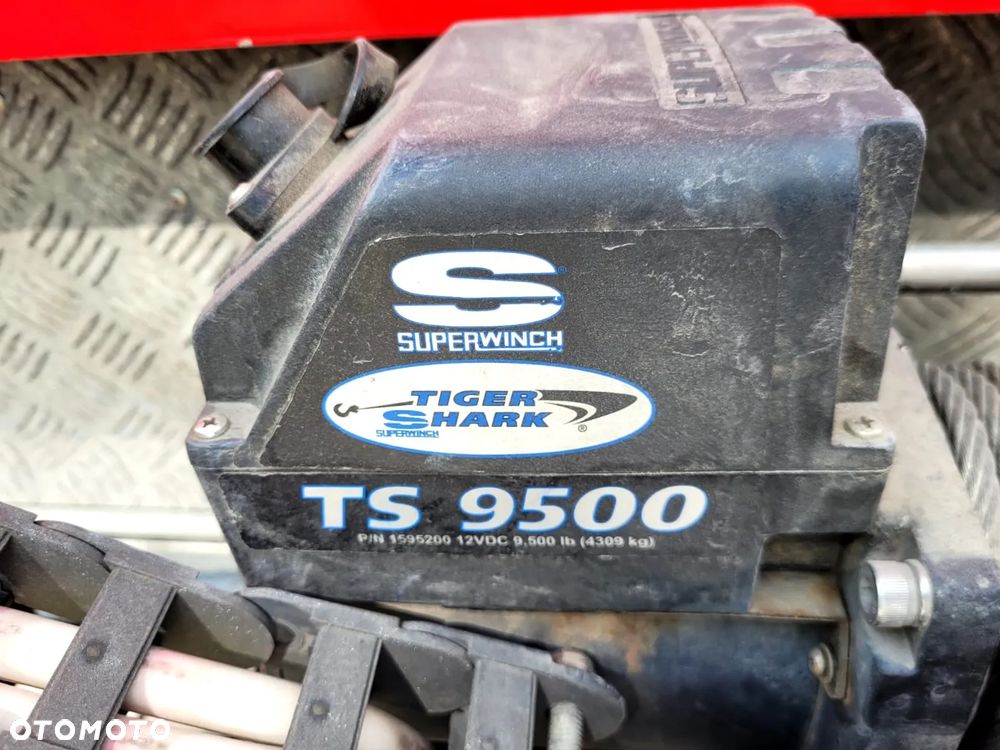 S
SUPERWINCH
TIGER
SHARK
SUPERWINCH
®
TS 9500
P/N 1595200 12VDC 9,500 lb (4309 kg)
OTOMOTO